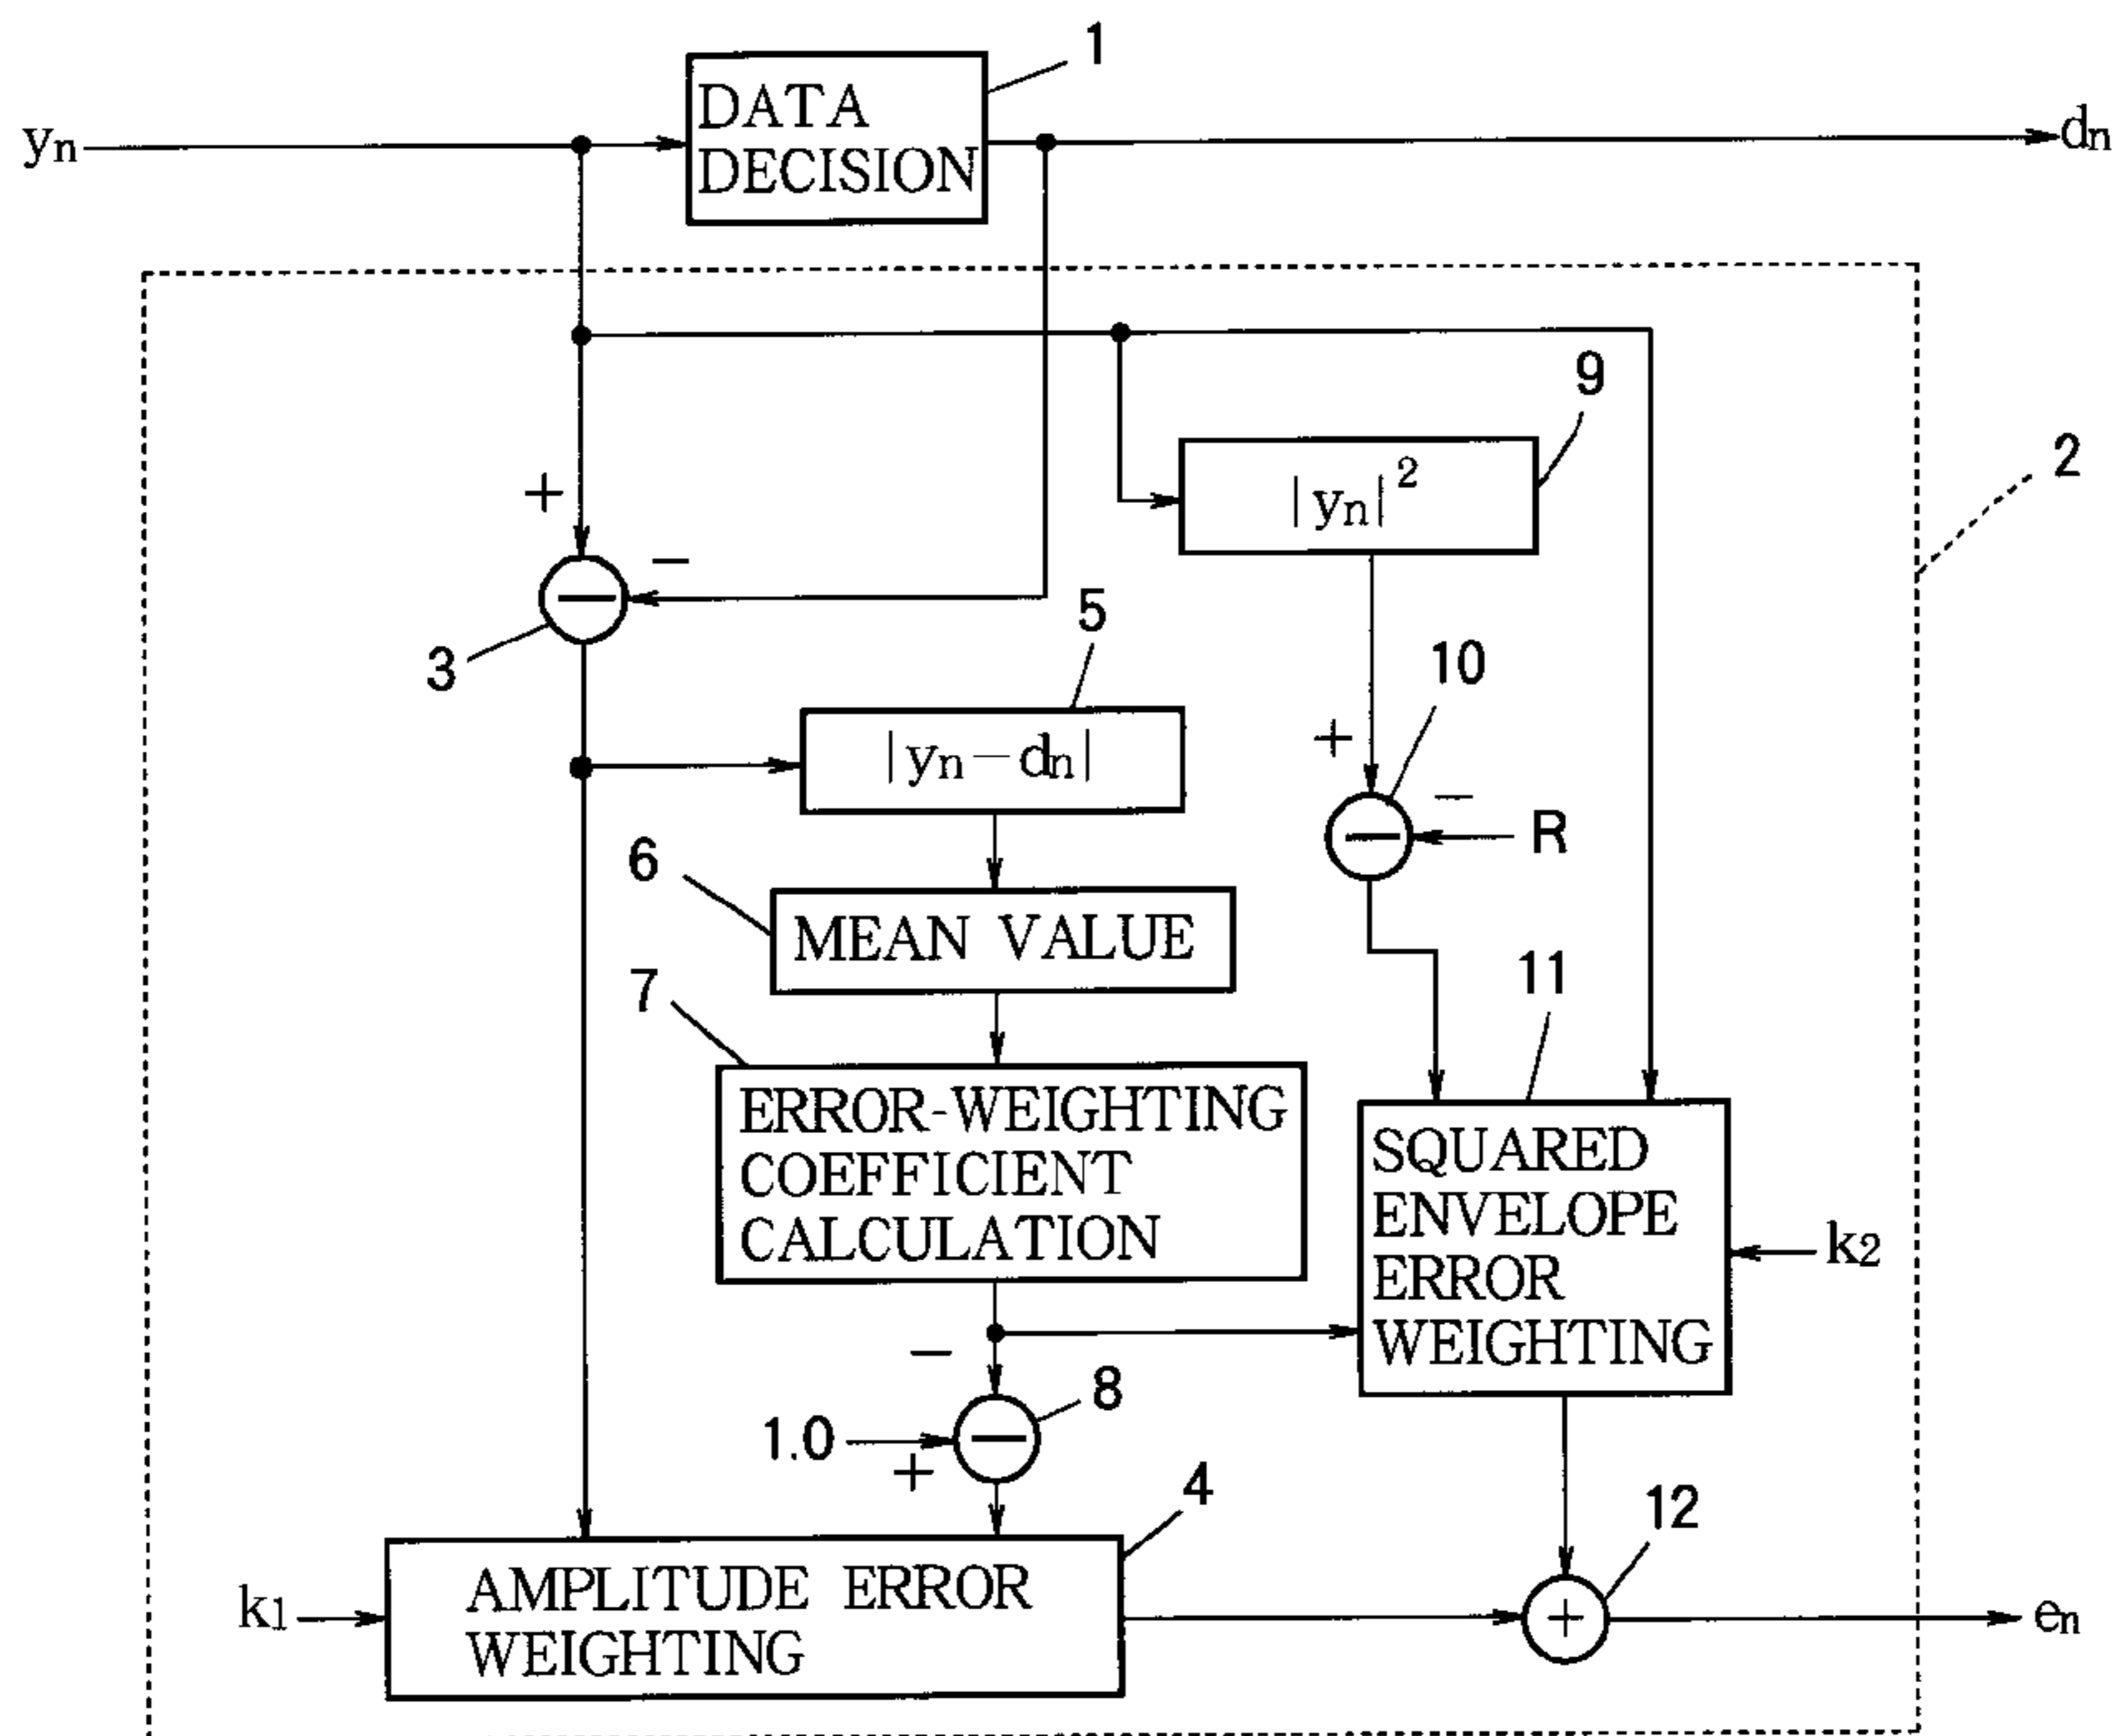 1
DATA
DECISION
yn
dn
9
|yn|²
2
+
−
3
5
|yn−dn|
10
+
−
R
6
MEAN VALUE
7
11
ERROR-WEIGHTING
COEFFICIENT
CALCULATION
SQUARED
ENVELOPE
ERROR
WEIGHTING
k2
−
8
1.0
+
4
12
k1
AMPLITUDE ERROR
WEIGHTING
+
en